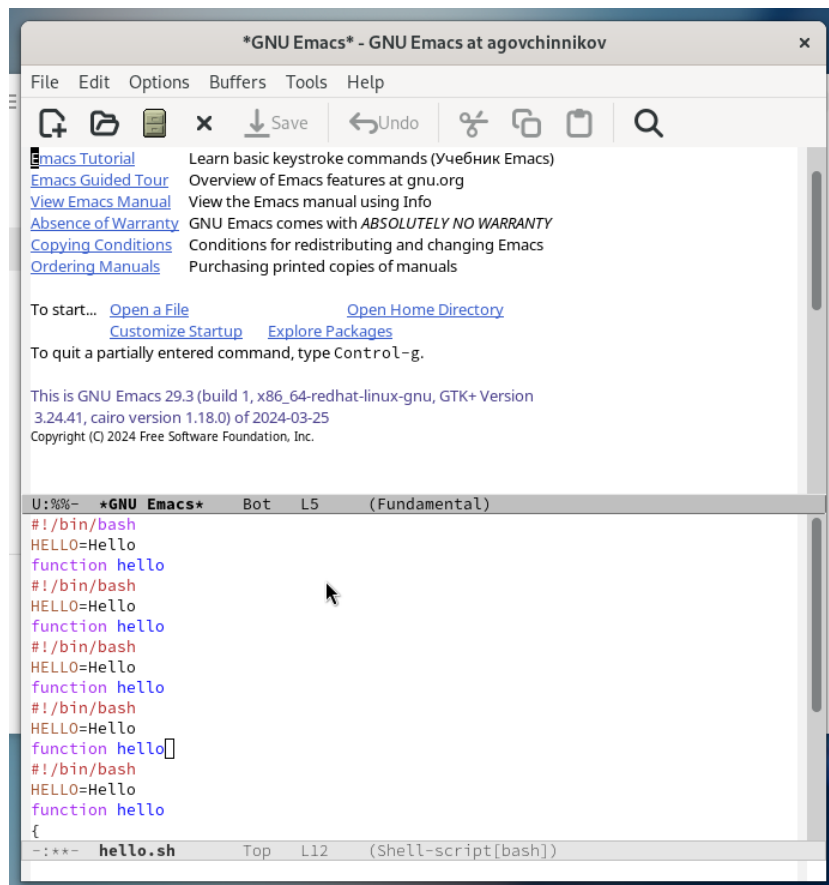 *GNU Emacs* - GNU Emacs at agovchinnikov
File Edit Options Buffers Tools Help
Save Undo
Emacs Tutorial Learn basic keystroke commands (Учебник Emacs)
Emacs Guided Tour Overview of Emacs features at gnu.org
View Emacs Manual View the Emacs manual using Info
Absence of Warranty GNU Emacs comes with ABSOLUTELY NO WARRANTY
Copying Conditions Conditions for redistributing and changing Emacs
Ordering Manuals Purchasing printed copies of manuals
To start... Open a File Open Home Directory
Customize Startup Explore Packages
To quit a partially entered command, type Control-g.
This is GNU Emacs 29.3 (build 1, x86_64-redhat-linux-gnu, GTK+ Version
3.24.41, cairo version 1.18.0) of 2024-03-25
Copyright (C) 2024 Free Software Foundation, Inc.
U:%%- *GNU Emacs* Bot L5 (Fundamental)
#!/bin/bash
HELLO=Hello
function hello
#!/bin/bash
HELLO=Hello
function hello
#!/bin/bash
HELLO=Hello
function hello
#!/bin/bash
HELLO=Hello
function hello
#!/bin/bash
HELLO=Hello
function hello
{
-:**- hello.sh Top L12 (Shell-script[bash])